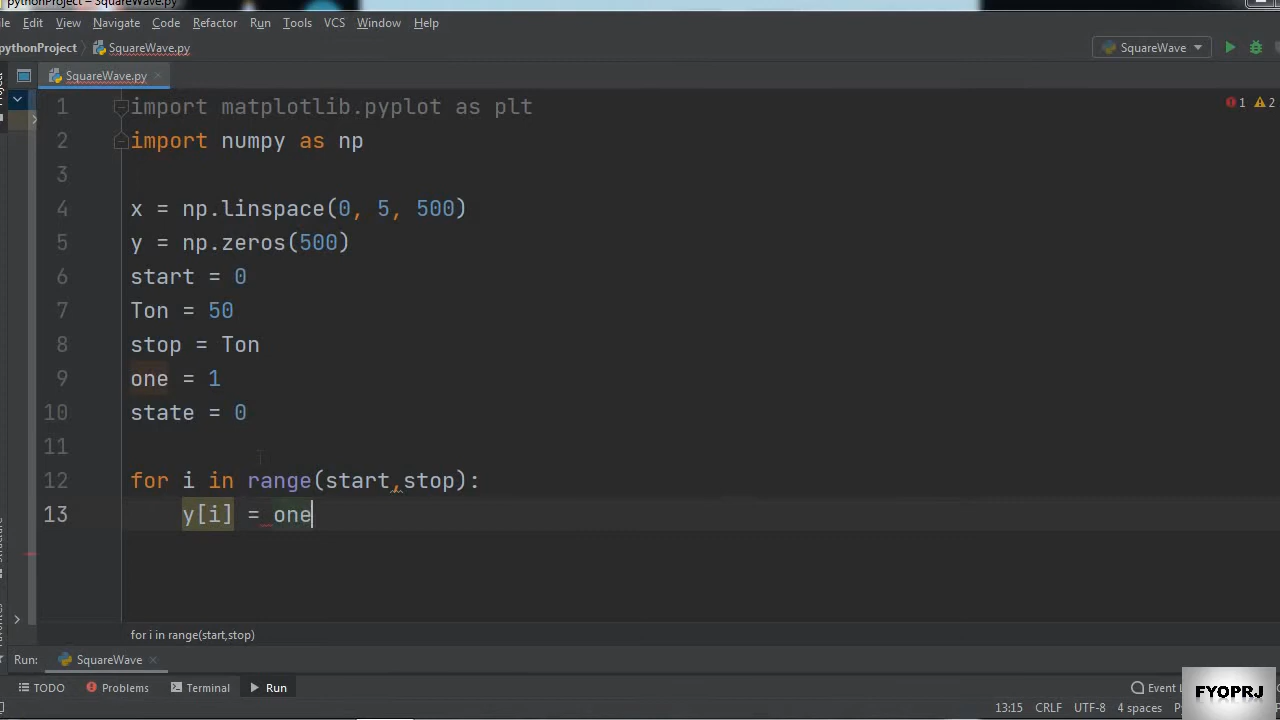 pythonProject – SquareWave.py
Edit View Navigate Code Refactor Run Tools VCS Window Help
pythonProject SquareWave.py SquareWave
SquareWave.py
1 import matplotlib.pyplot as plt 1 2
2 import numpy as np
3
4 x = np.linspace(0, 5, 500)
5 y = np.zeros(500)
6 start = 0
7 Ton = 50
8 stop = Ton
9 one = 1
10 state = 0
11
12 for i in range(start,stop):
13 y[i] = one
for i in range(start,stop)
Run: SquareWave
TODO Problems Terminal Run Event
13:15 CRLF UTF-8 4 spaces
FYOPRJ